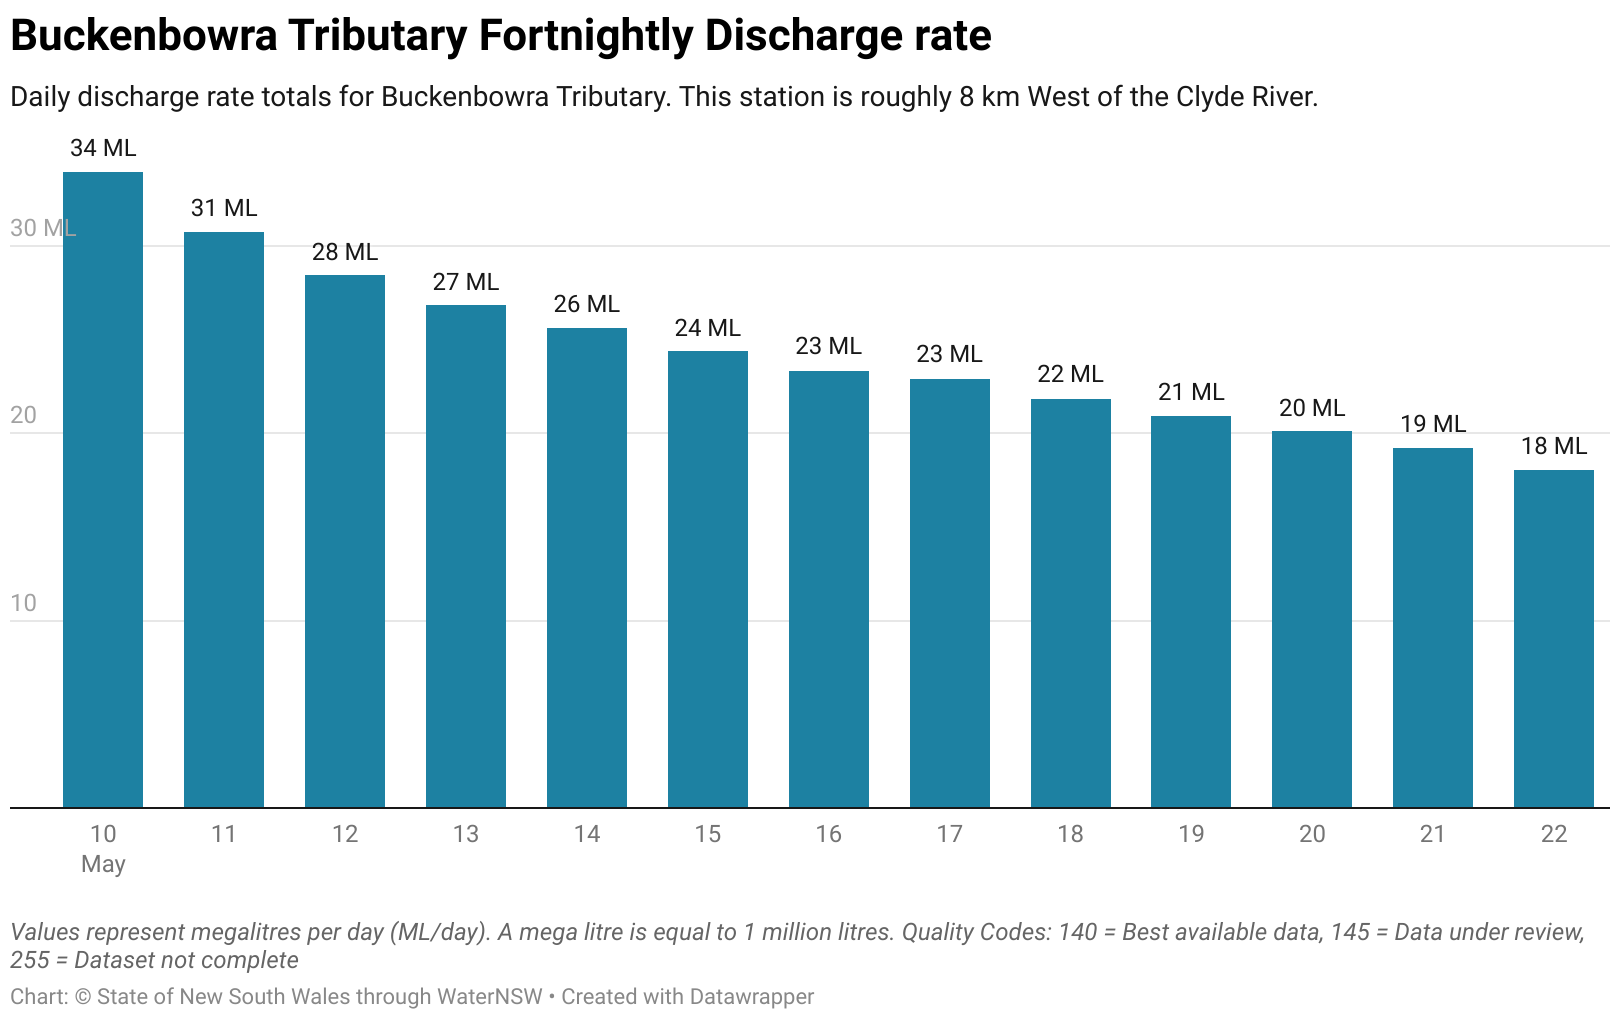 Buckenbowra Tributary Fortnightly Discharge rate
Daily discharge rate totals for Buckenbowra Tributary. This station is roughly 8 km West of the Clyde River.
34 ML
31 ML
30 ML
28 ML
27 ML
26 ML
24 ML
23 ML
23 ML
22 ML
21 ML
20 ML
20
19 ML
18 ML
10
10 11 12 13 14 15 16 17 18 19 20 21 22
May
Values represent megalitres per day (ML/day). A mega litre is equal to 1 million litres. Quality Codes: 140 = Best available data, 145 = Data under review,
255 = Dataset not complete
Chart: © State of New South Wales through WaterNSW • Created with Datawrapper